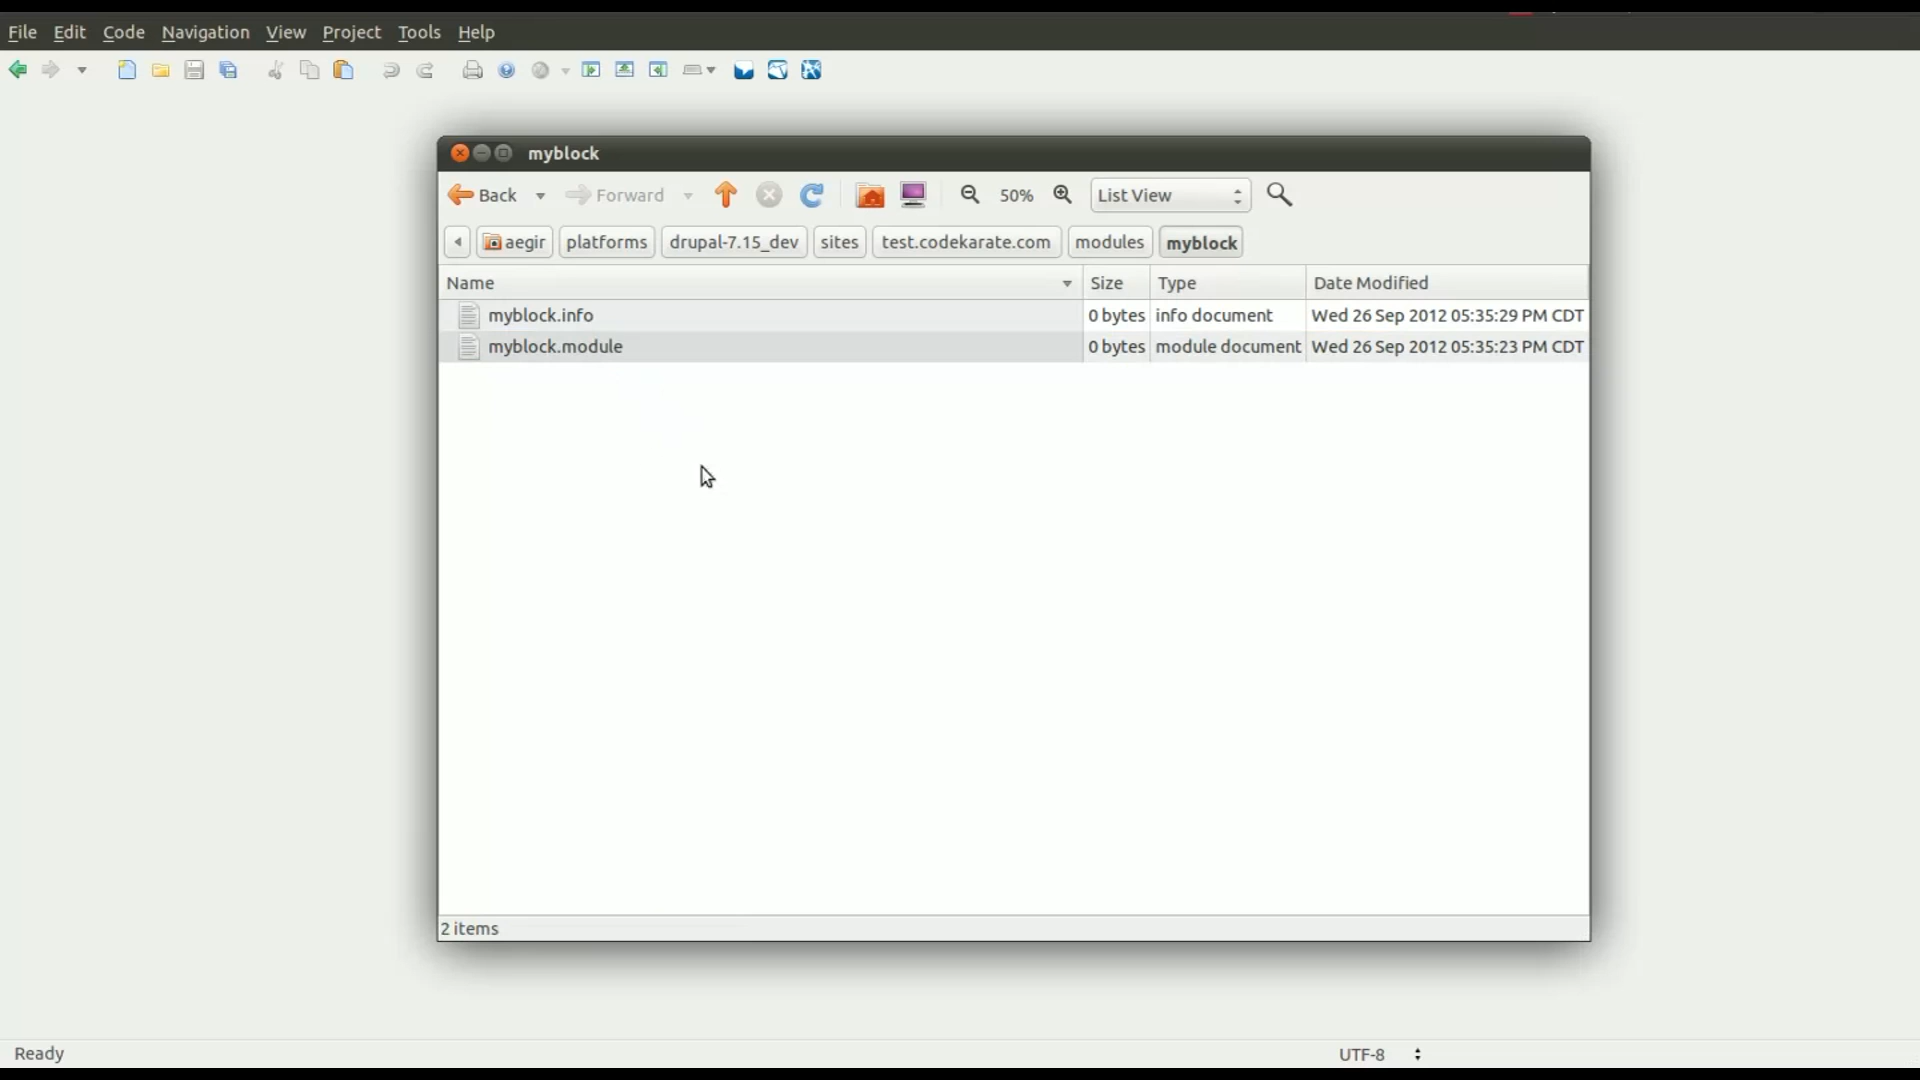 File Edit Code Navigation View Project Tools Help
myblock
Back Forward 50% List View
aegir platforms drupal-7.15_dev sites test.codekarate.com modules myblock
Name Size Type Date Modified
myblock.info 0 bytes info document Wed 26 Sep 2012 05:35:29 PM CDT
myblock.module 0 bytes module document Wed 26 Sep 2012 05:35:23 PM CDT
2 items
Ready UTF-8